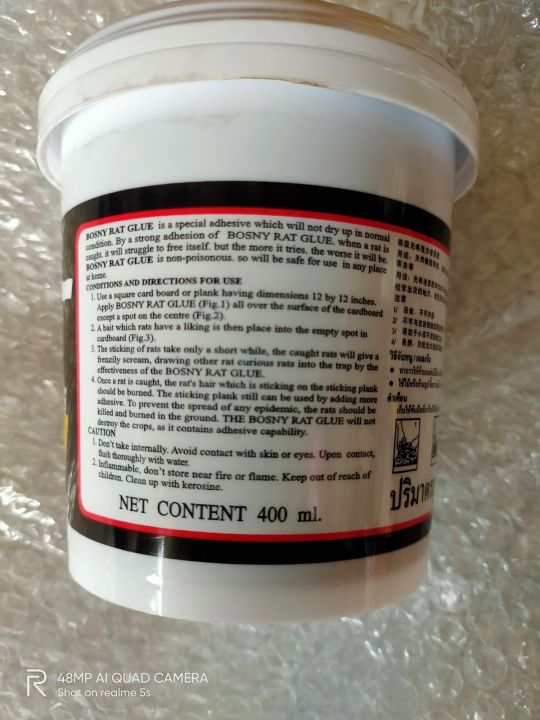 BOSNY RAT GLUE is a special adhesive which will not dry up in normal
condition. By a strong adhesion of BOSNY RAT GLUE. when a rat is
caught. it will struggle to free itself. but the more it tries. the worse it will be.
BOSNY RAT GLUE is non-poisonous. so will be safe for use in any place
at home.
CONDITIONS AND DIRECTIONS FOR USE
1. Use a square card board or plank having dimensions 12 by 12 inches.
Apply BOSNY RAT GLUE (Fig.1) all over the surface of the cardboard
except a spot on the centre (Fig.2).
2. A bait which rats have a liking is then place into the empty spot in
cardboard (Fig.3).
3. The sticking of rats take only a short while, the caught rats will give a
frenzily scream, drawing other rat curious rats into the trap by the
effectiveness of the BOSNY RAT GLUE.
4. Once a rat is caught, the rat's hair which is sticking on the sticking plank
should be burned. The sticking plank still can be used by adding more
adhesive. To prevent the spread of any epidemic, the rats should be
killed and burned in the ground. THE BOSNY RAT GLUE will not
destroy the crops, as it contains adhesive capability.
CAUTION
1. Don't take internally. Avoid contact with skin or eyes. Upon contact,
flush thoroughly with water.
2. Inflammable, don't store near fire or flame. Keep out of reach of
children. Clean up with kerosine.
NET CONTENT 400 ml.
注意
คำเตือน
ปริมาตร
48MP AI QUAD CAMERA
Shot on realme 5s